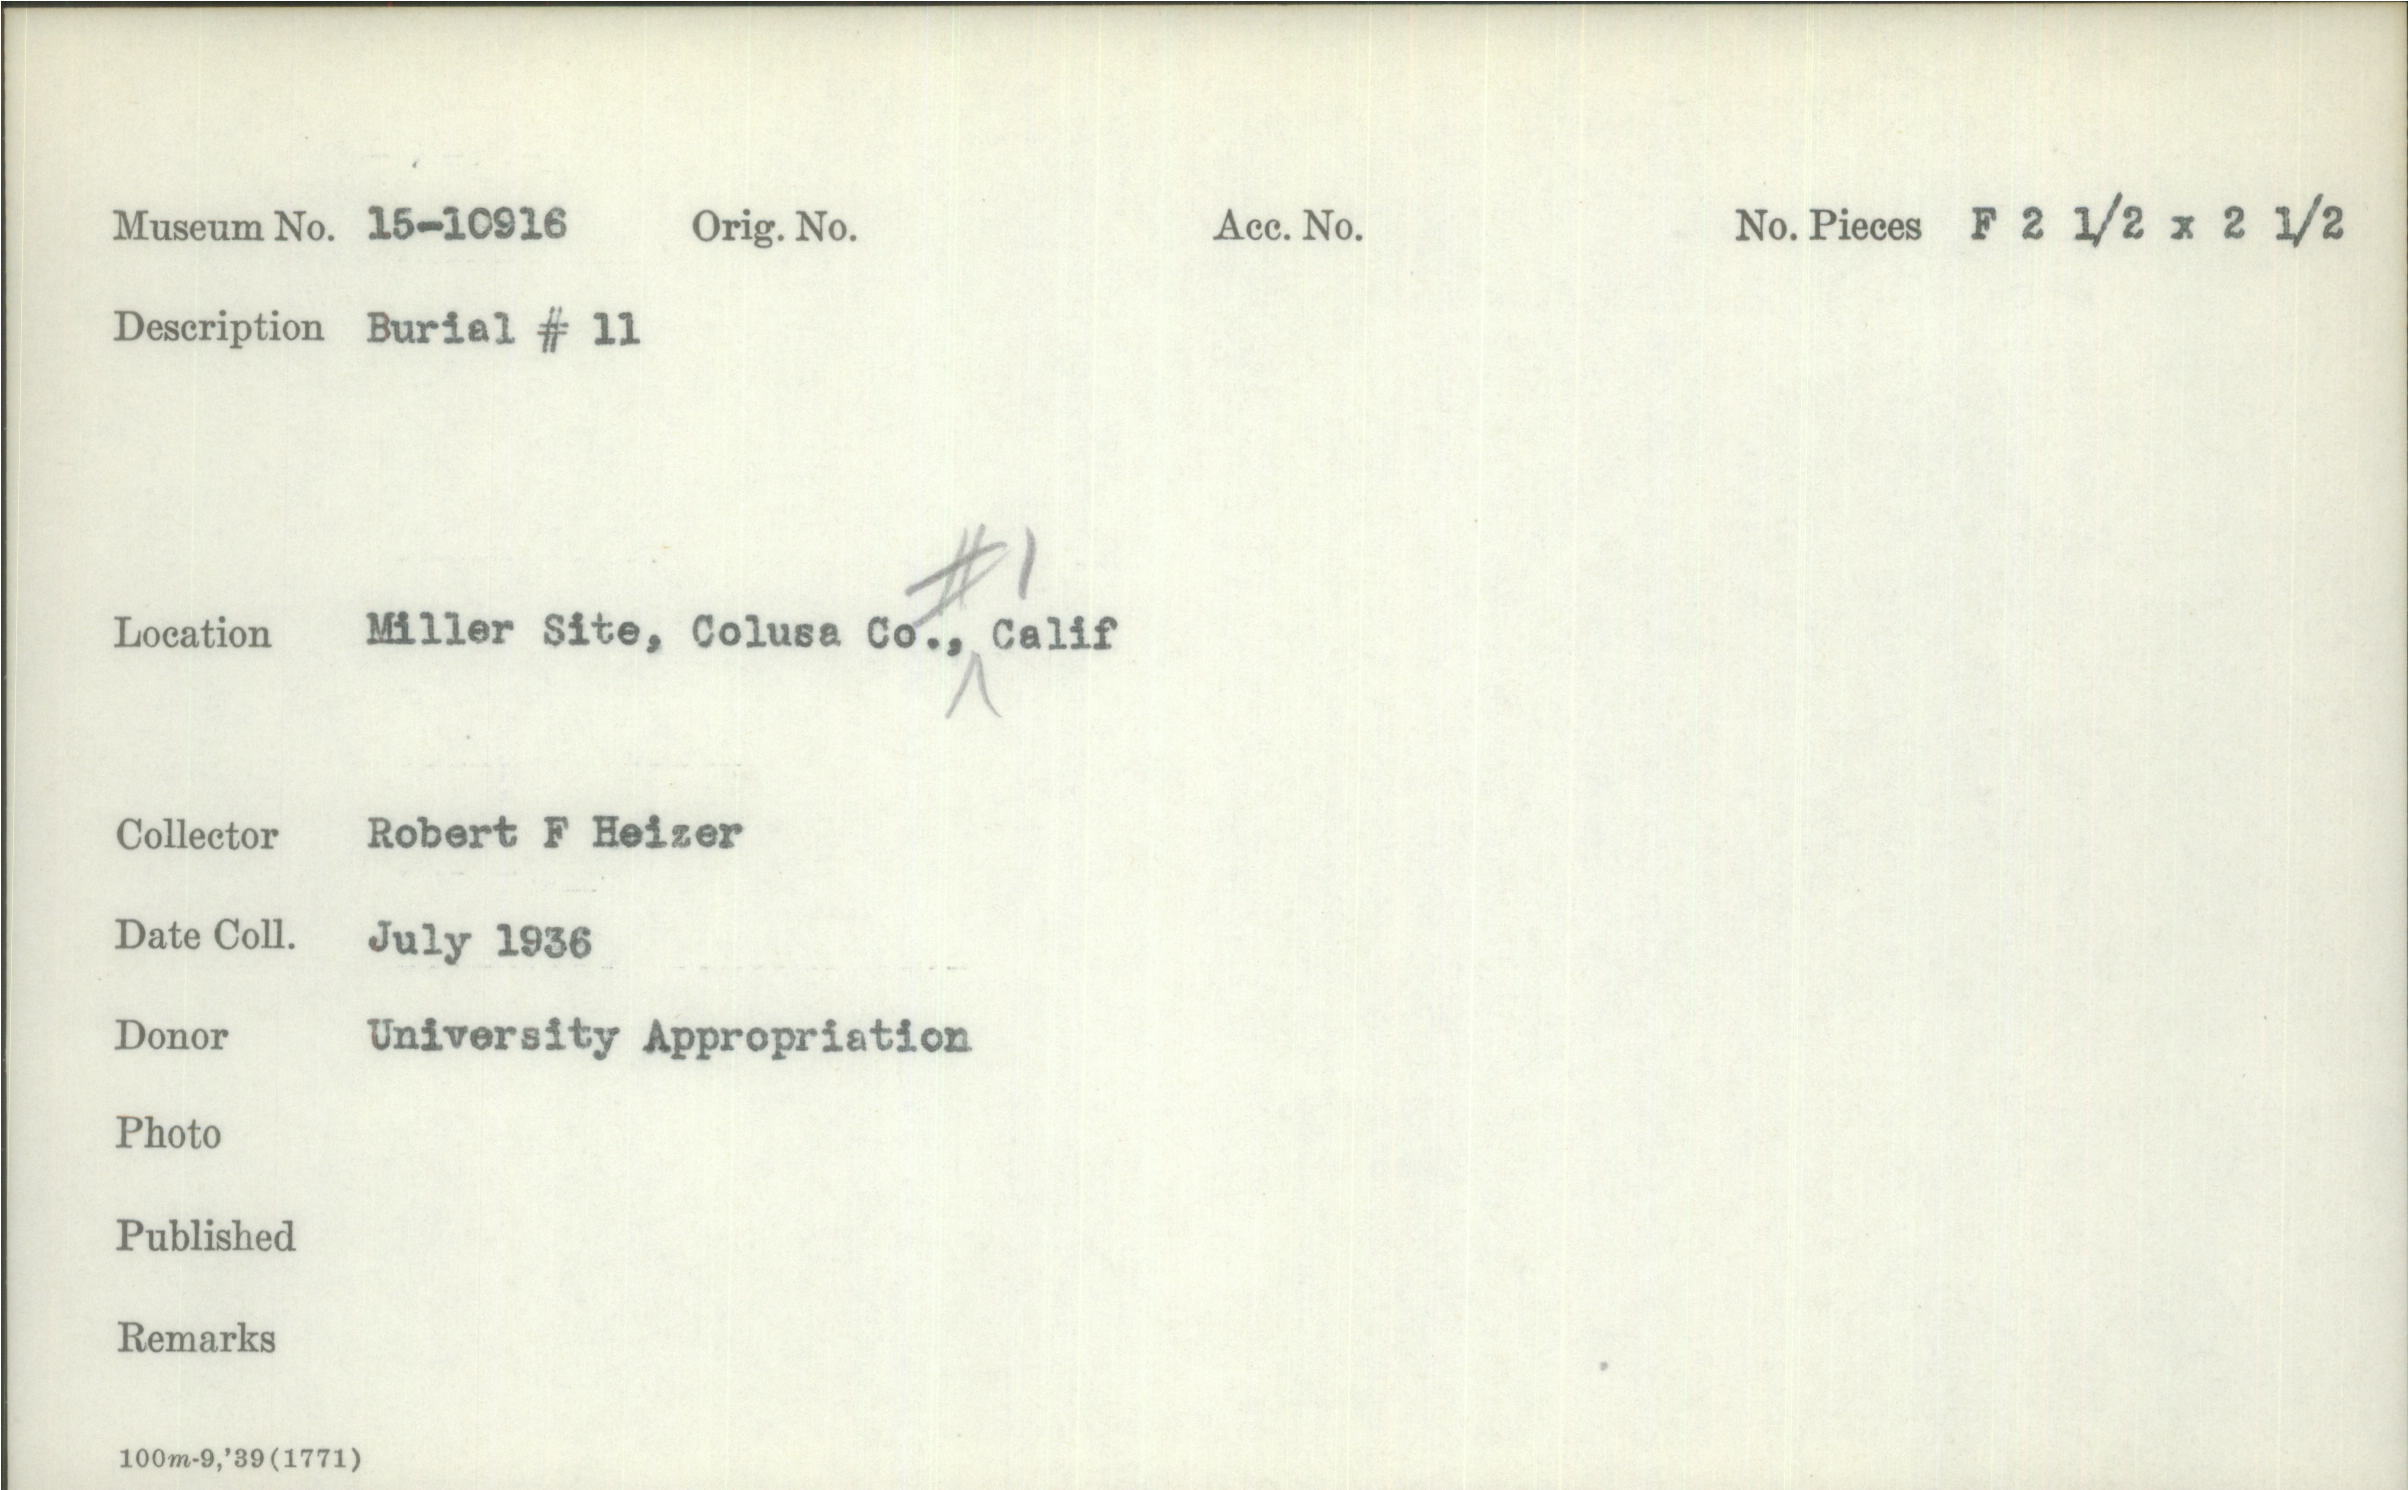 Museum No. 15-10916 Orig. No. Acc. No. No. Pieces F 2 1/2 x 2 1/2
Description Burial # 11
#1
Location Miller Site, Colusa Co., ^ Calif
Collector Robert F Heizer
Date Coll. July 1936
Donor University Appropriation
Photo
Published
Remarks
100m-9,'39(1771)